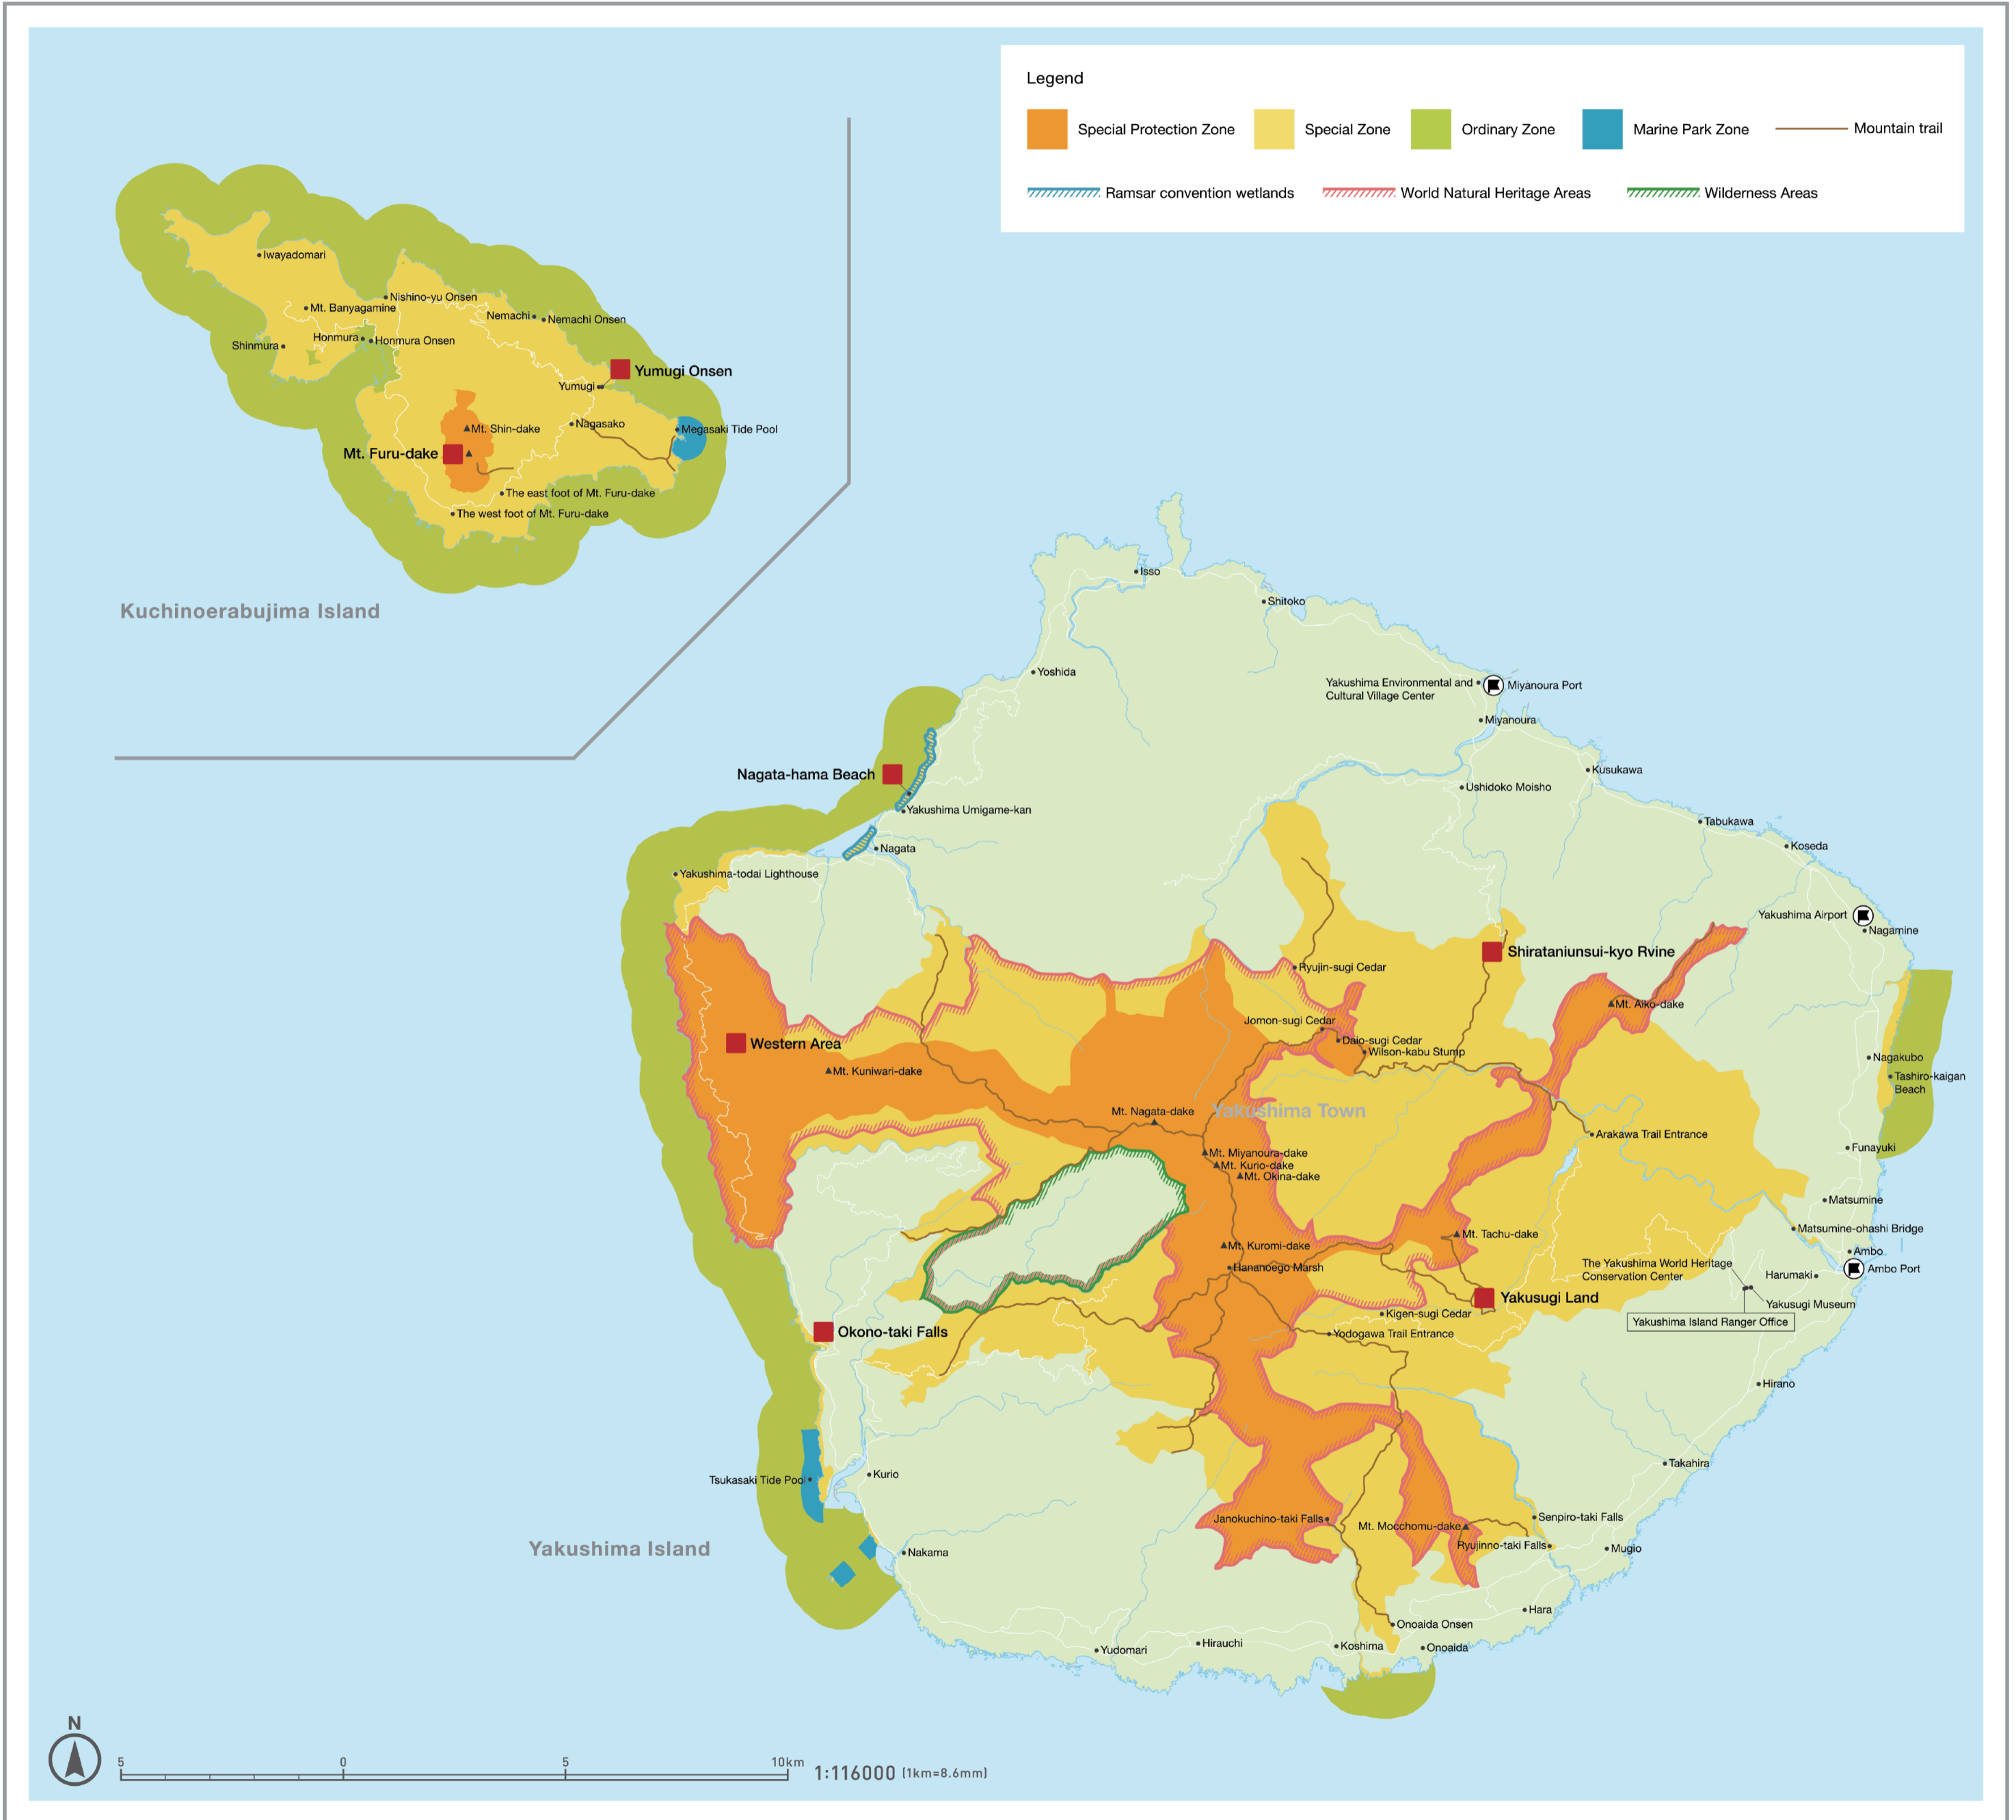 Legend
Special Protection Zone
Special Zone
Ordinary Zone
Marine Park Zone
Mountain trail
Ramsar convention wetlands
World Natural Heritage Areas
Wilderness Areas
Iwayadomari
Nishino-yu Onsen
Mt. Banyagamine
Nemachi
Nemachi Onsen
Honmura
Honmura Onsen
Shinmura
Yumugi Onsen
Yumugi
Nagasako
Mt. Shin-dake
Megasaki Tide Pool
Mt. Furu-dake
The east foot of Mt. Furu-dake
The west foot of Mt. Furu-dake
Kuchinoerabujima Island
Isso
Shitoko
Yoshida
Yakushima Environmental and
Cultural Village Center
Miyanoura Port
Miyanoura
Kusukawa
Nagata-hama Beach
Ushidoko Moisho
Yakushima Umigame-kan
Tabukawa
Nagata
Koseda
Yakushima-todai Lighthouse
Yakushima Airport
Nagamine
Shirataniunsui-kyo Rvine
Ryujin-sugi Cedar
Mt. Aiko-dake
Jomon-sugi Cedar
Daio-sugi Cedar
Wilson-kabu Stump
Western Area
Nagakubo
Mt. Kuniwari-dake
Tashiro-kaigan
Beach
Mt. Nagata-dake
Yakushima Town
Arakawa Trail Entrance
Funayuki
Mt. Miyanoura-dake
Mt. Kurio-dake
Mt. Okina-dake
Matsumine
Matsumine-ohashi Bridge
Mt. Tachu-dake
Mt. Kuromi-dake
Ambo
Hananoego Marsh
The Yakushima World Heritage
Conservation Center
Harumaki
Ambo Port
Yakusugi Land
Yakusugi Museum
Kigen-sugi Cedar
Yakushima Island Ranger Office
Okono-taki Falls
Yodogawa Trail Entrance
Hirano
Takahira
Kurio
Tsukasaki Tide Pool
Senpiro-taki Falls
Janokuchino-taki Falls
Mt. Mocchomu-dake
Ryujinno-taki Falls
Mugio
Yakushima Island
Nakama
Hara
Onoaida Onsen
Hirauchi
Koshima
Onoaida
Yudomari
N
5 0 5 10km
1:116000 (1km=8.6mm)